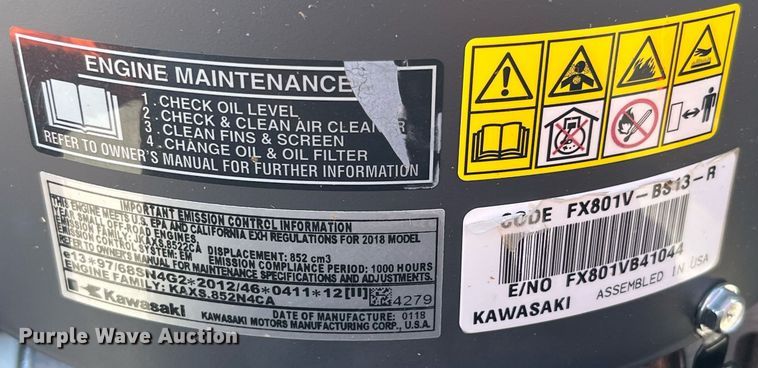 ENGINE MAINTENANCE
1. CHECK OIL LEVEL
2. CHECK & CLEAN AIR CLEANER
3. CLEAN FINS & SCREEN
4. CHANGE OIL & OIL FILTER
REFER TO OWNER'S MANUAL FOR FURTHER INFORMATION
IMPORTANT EMISSION CONTROL INFORMATION
THIS ENGINE MEETS U.S. EPA AND CALIFORNIA EXH REGULATIONS FOR 2018 MODEL
YEAR SMALL OFF-ROAD ENGINES.
DISPLACEMENT: 852 cm3
EM EMISSION COMPLIANCE PERIOD: 1000 HOURS
REFER TO OWNER'S MANUAL FOR MAINTENANCE SPECIFICATIONS
e13*97/68SN4G2*2012/46*0411*12[II]
ENGINE FAMILY: KAXS.852N4CA
4279
Kawasaki
DATE OF MANUFACTURE: 0118
KAWASAKI MOTORS MANUFACTURING CORP., U.S.A.
CODE FX801V-BS13-R
E/NO FX801VB41044
KAWASAKI ASSEMBLED IN USA
Purple Wave Auction